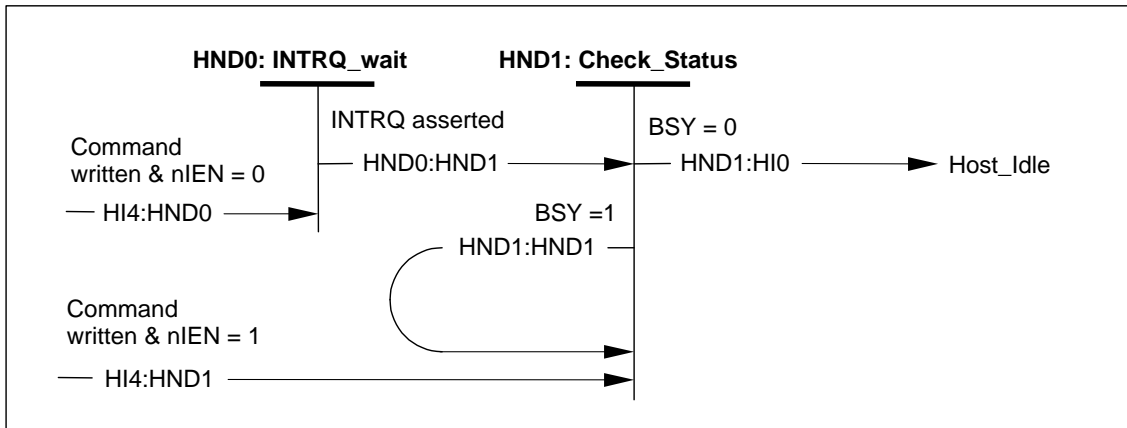 HND0: INTRQ_wait
HND1: Check_Status
INTRQ asserted
BSY = 0
Command
written & nIEN = 0
HND0:HND1
HND1:HI0
Host_Idle
HI4:HND0
BSY =1
HND1:HND1
Command
written & nIEN = 1
HI4:HND1